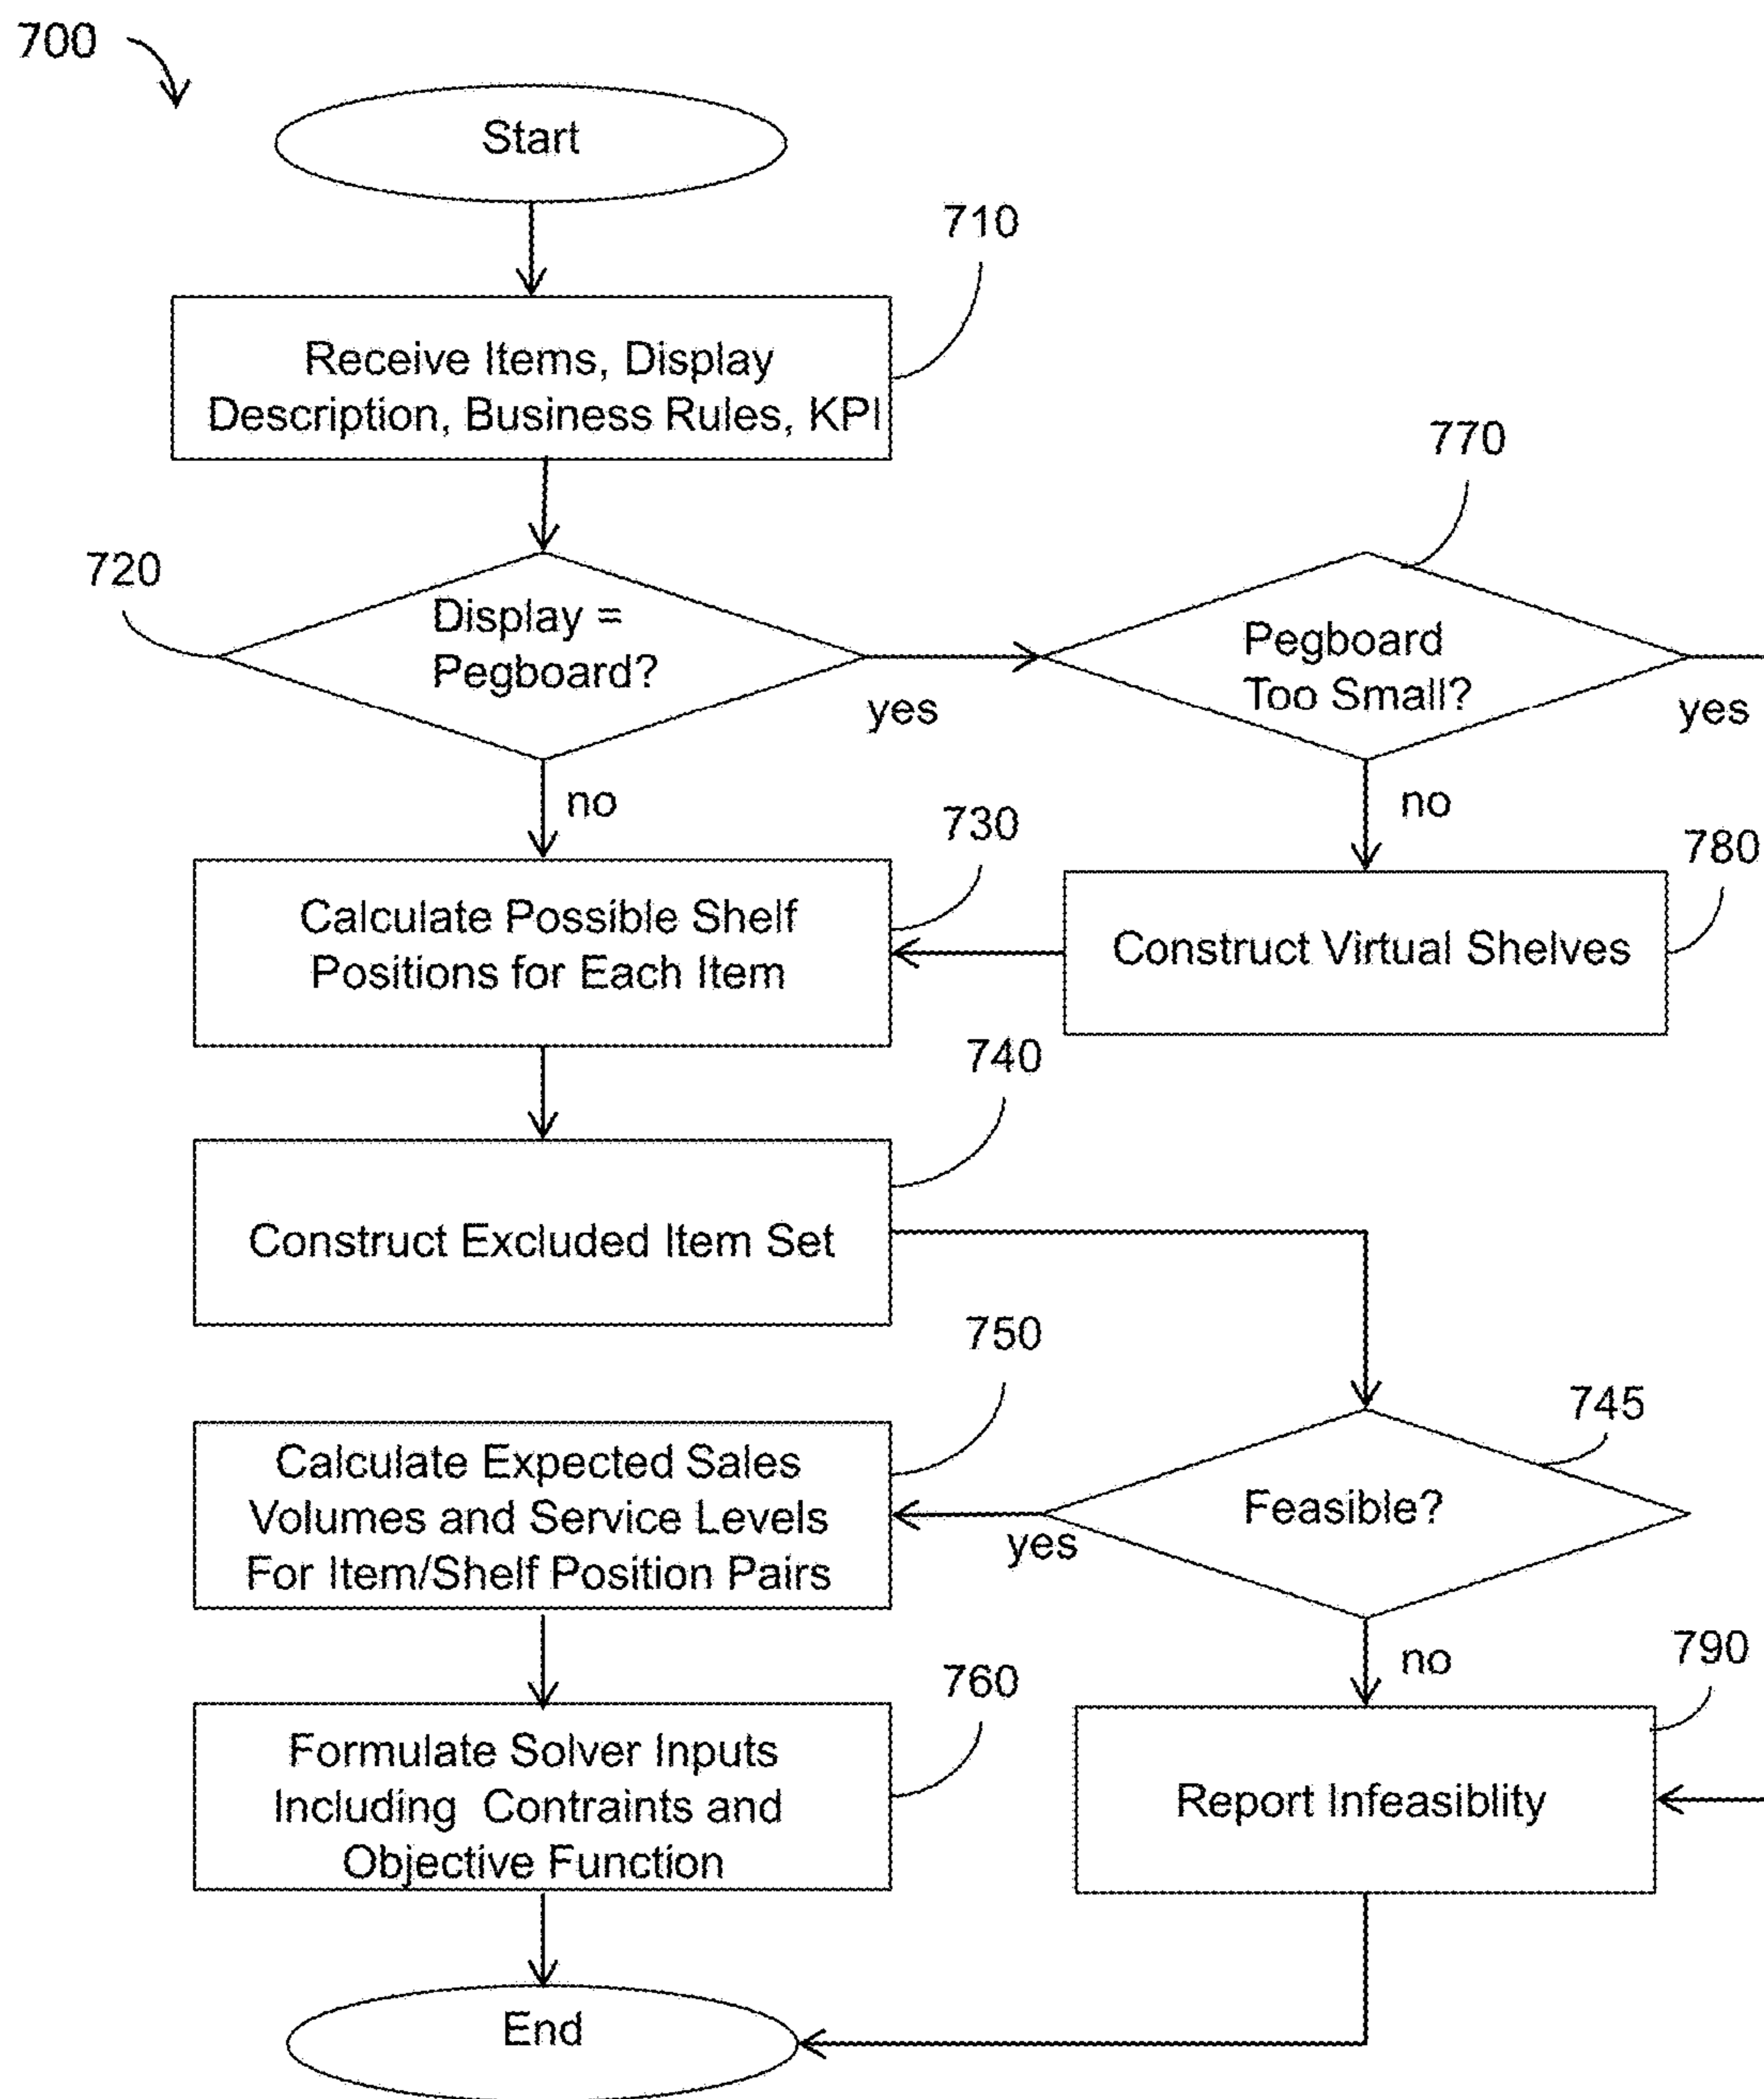 700
Start
710
Receive Items, Display
Description, Business Rules, KPI
720
Display =
Pegboard?
yes
770
Pegboard
Too Small?
yes
no
no
730
Calculate Possible Shelf
Positions for Each Item
780
Construct Virtual Shelves
740
Construct Excluded Item Set
750
Calculate Expected Sales
Volumes and Service Levels
For Item/Shelf Position Pairs
745
Feasible?
yes
no
760
Formulate Solver Inputs
Including Contraints and
Objective Function
790
Report Infeasiblity
End